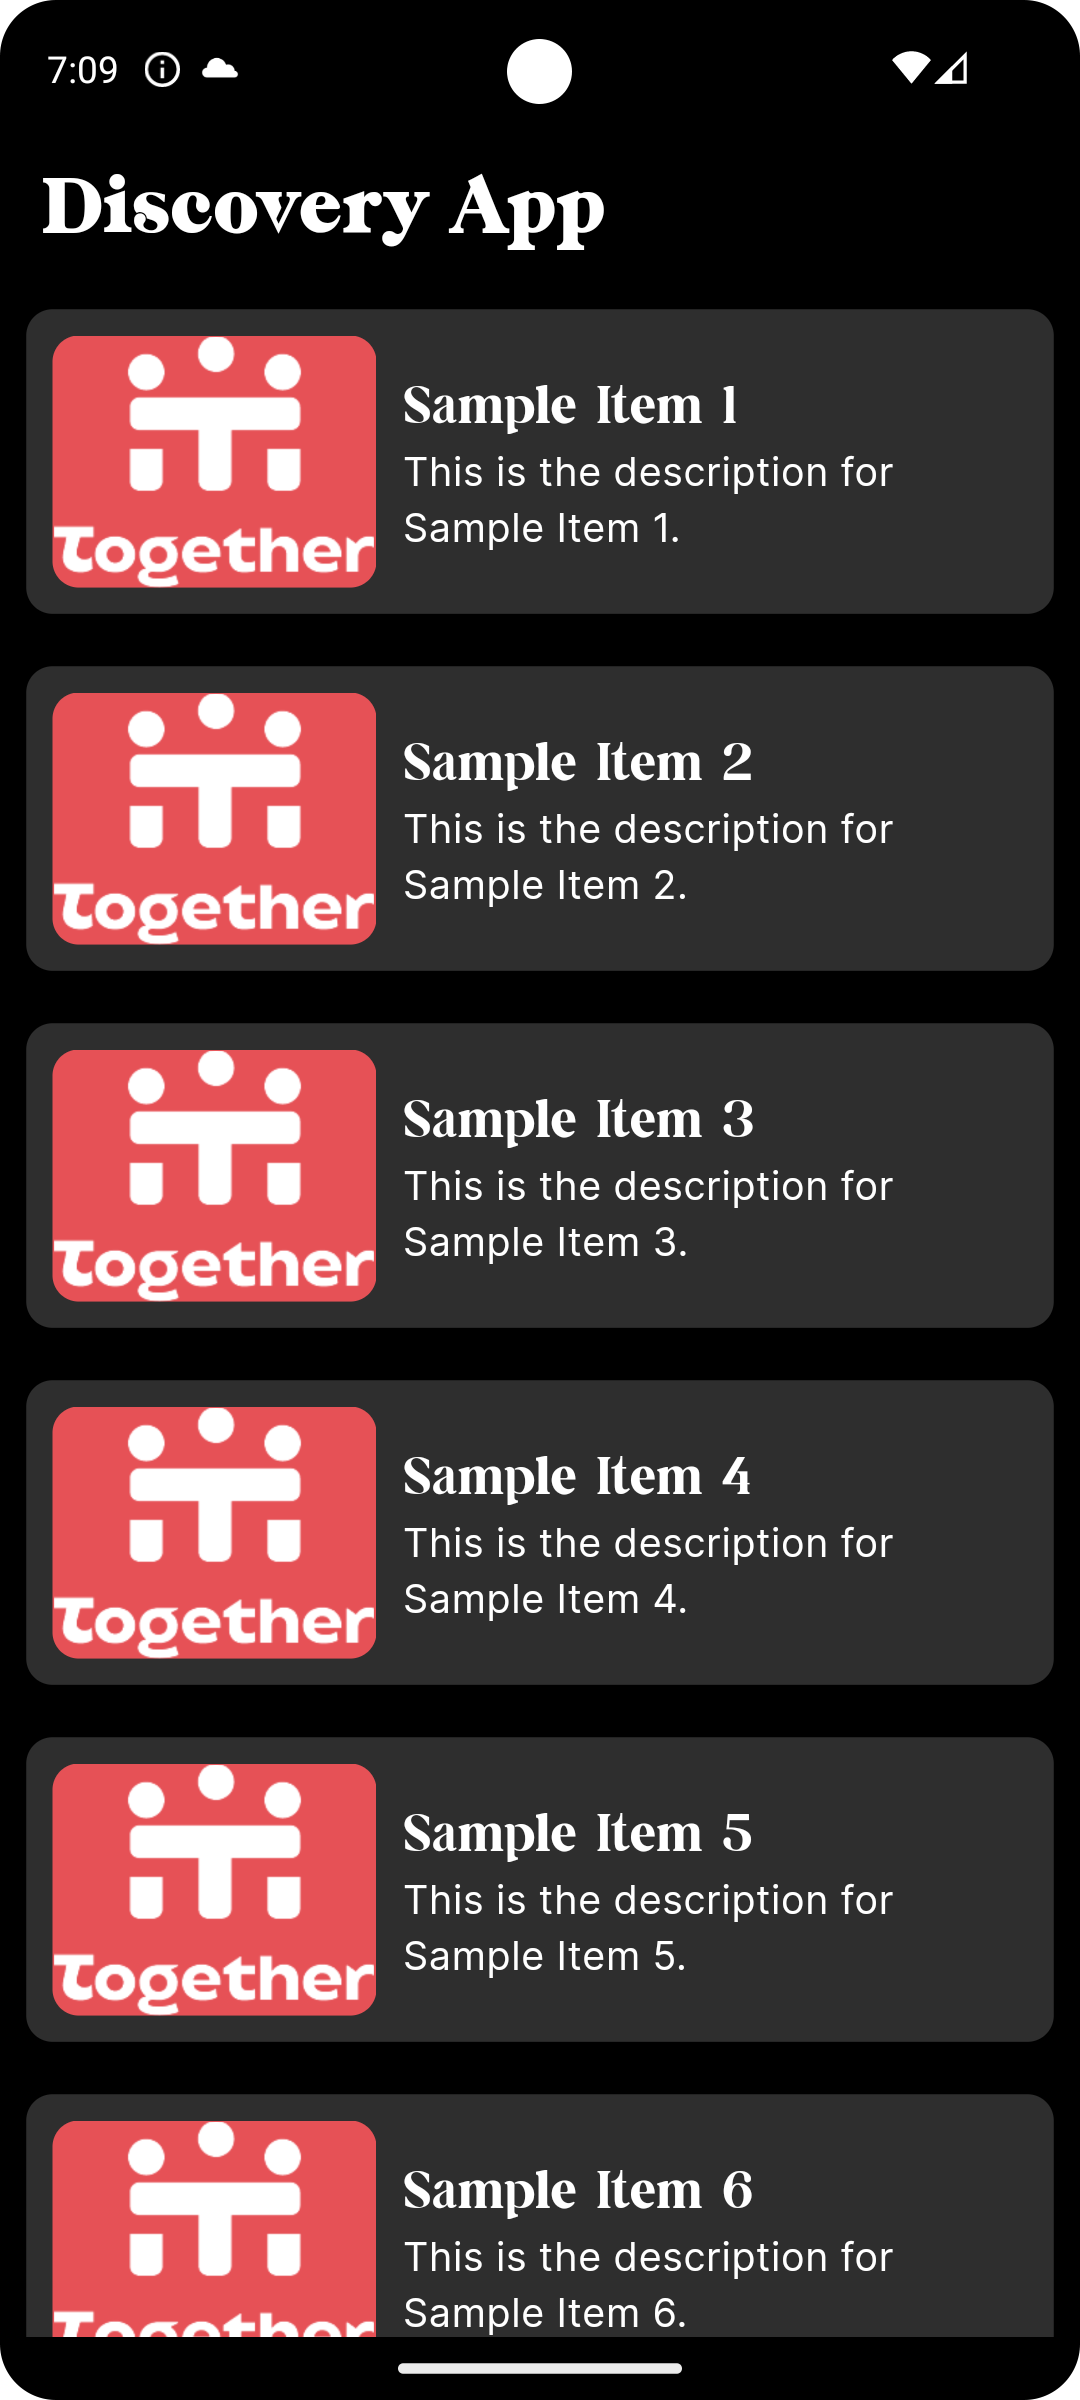 7:09
Discovery App
Together
Sample Item 1
This is the description for
Sample Item 1.
Together
Sample Item 2
This is the description for
Sample Item 2.
Together
Sample Item 3
This is the description for
Sample Item 3.
Together
Sample Item 4
This is the description for
Sample Item 4.
Together
Sample Item 5
This is the description for
Sample Item 5.
Together
Sample Item 6
This is the description for
Sample Item 6.